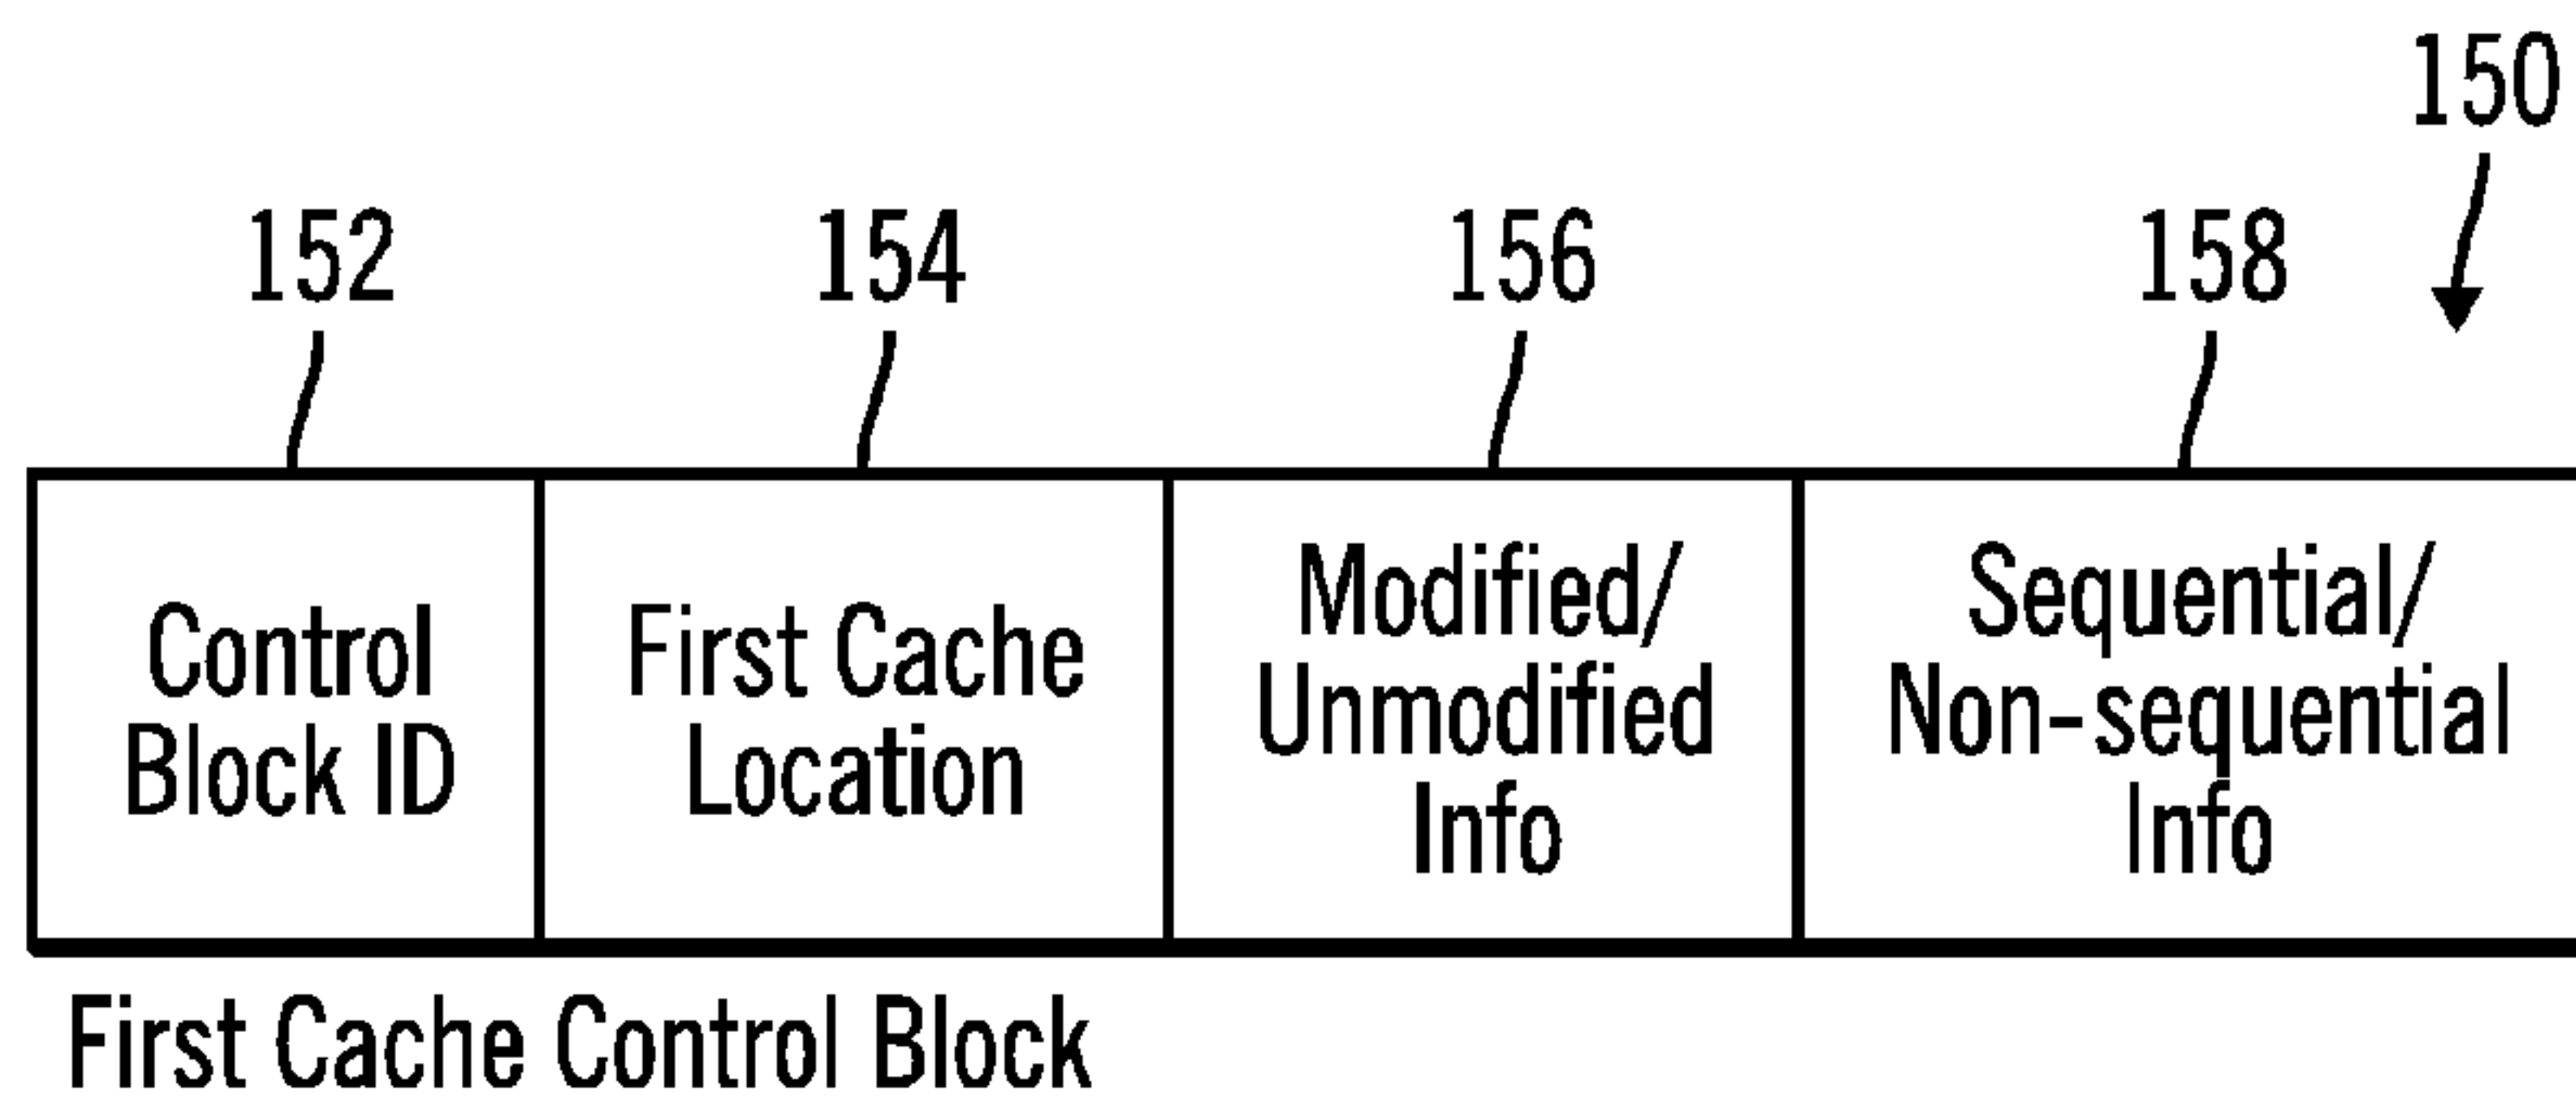 150
152
154
156
158
Control
Block ID
First Cache
Location
Modified/
Unmodified
Info
Sequential/
Non-sequential
Info
First Cache Control Block